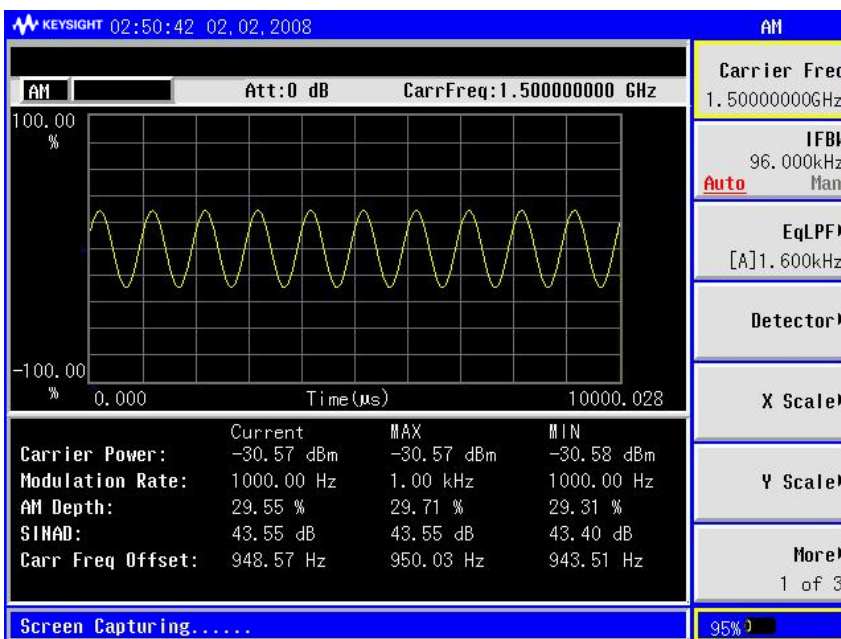 KEYSIGHT 02:50:42 02,02,2008 AM
AM Att:0 dB CarrFreq:1.500000000 GHz
100.00
%
-100.00
%
0.000 Time(µs) 10000.028
Current MAX MIN
Carrier Power: -30.57 dBm -30.57 dBm -30.58 dBm
Modulation Rate: 1000.00 Hz 1.00 kHz 1000.00 Hz
AM Depth: 29.55 % 29.71 % 29.31 %
SINAD: 43.55 dB 43.55 dB 43.40 dB
Carr Freq Offset: 948.57 Hz 950.03 Hz 943.51 Hz
Screen Capturing......
Carrier Freq
1.50000000GHz
IFBW
96.000kHz
Auto Man
EqLPF
[A]1.600kHz
Detector
X Scale
Y Scale
More
1 of 3
95%